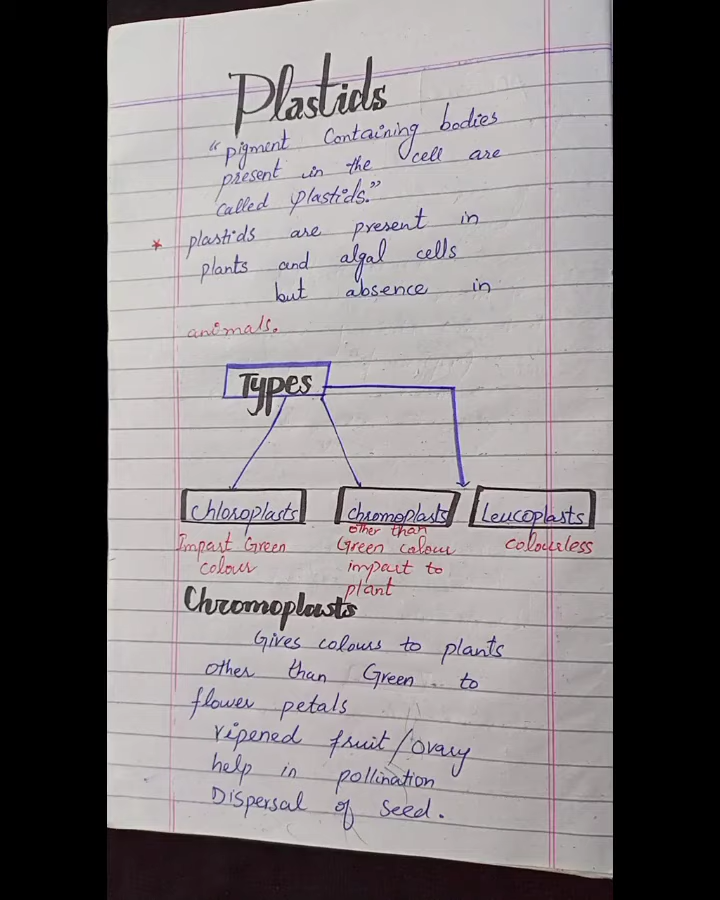 Plastids
"pigment Containing bodies
present in the cell are
called plastids."
* plastids are present in
plants and algal cells
but absence in
animals.
Types
Chloroplasts
chromoplasts
Leucoplasts
Impart Green
colour
other than
Green colour
impart to
plant
colourless
Chromoplasts
Gives colours to plants
other than Green .. to
flower petals
ripened fruit/ovary
help in pollination
Dispersal of seed.